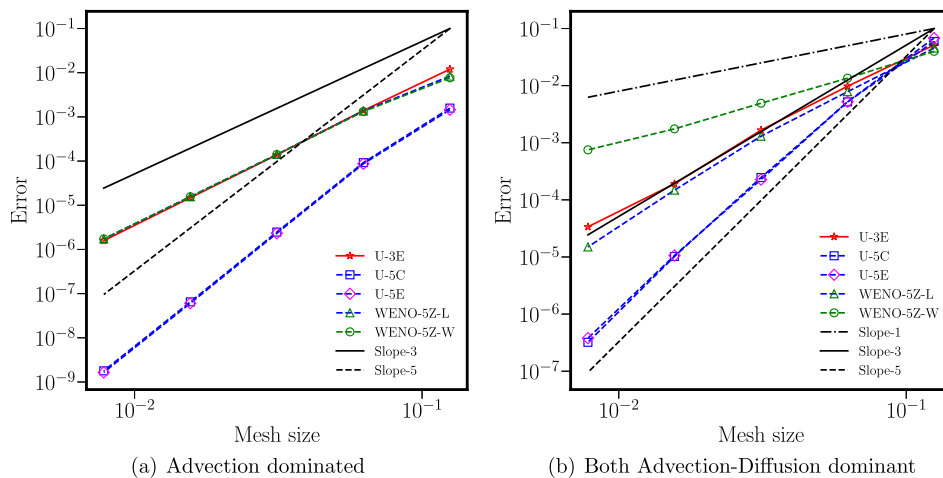 10⁻¹
10⁻²
10⁻³
10⁻⁴
10⁻⁵
10⁻⁶
10⁻⁷
10⁻⁸
10⁻⁹
Error
U-3E
U-5C
U-5E
WENO-5Z-L
WENO-5Z-W
Slope-3
Slope-5
10⁻²
10⁻¹
Mesh size
(a) Advection dominated
10⁻¹
10⁻²
10⁻³
10⁻⁴
10⁻⁵
10⁻⁶
10⁻⁷
Error
U-3E
U-5C
U-5E
WENO-5Z-L
WENO-5Z-W
Slope-1
Slope-3
Slope-5
10⁻²
10⁻¹
Mesh size
(b) Both Advection-Diffusion dominant